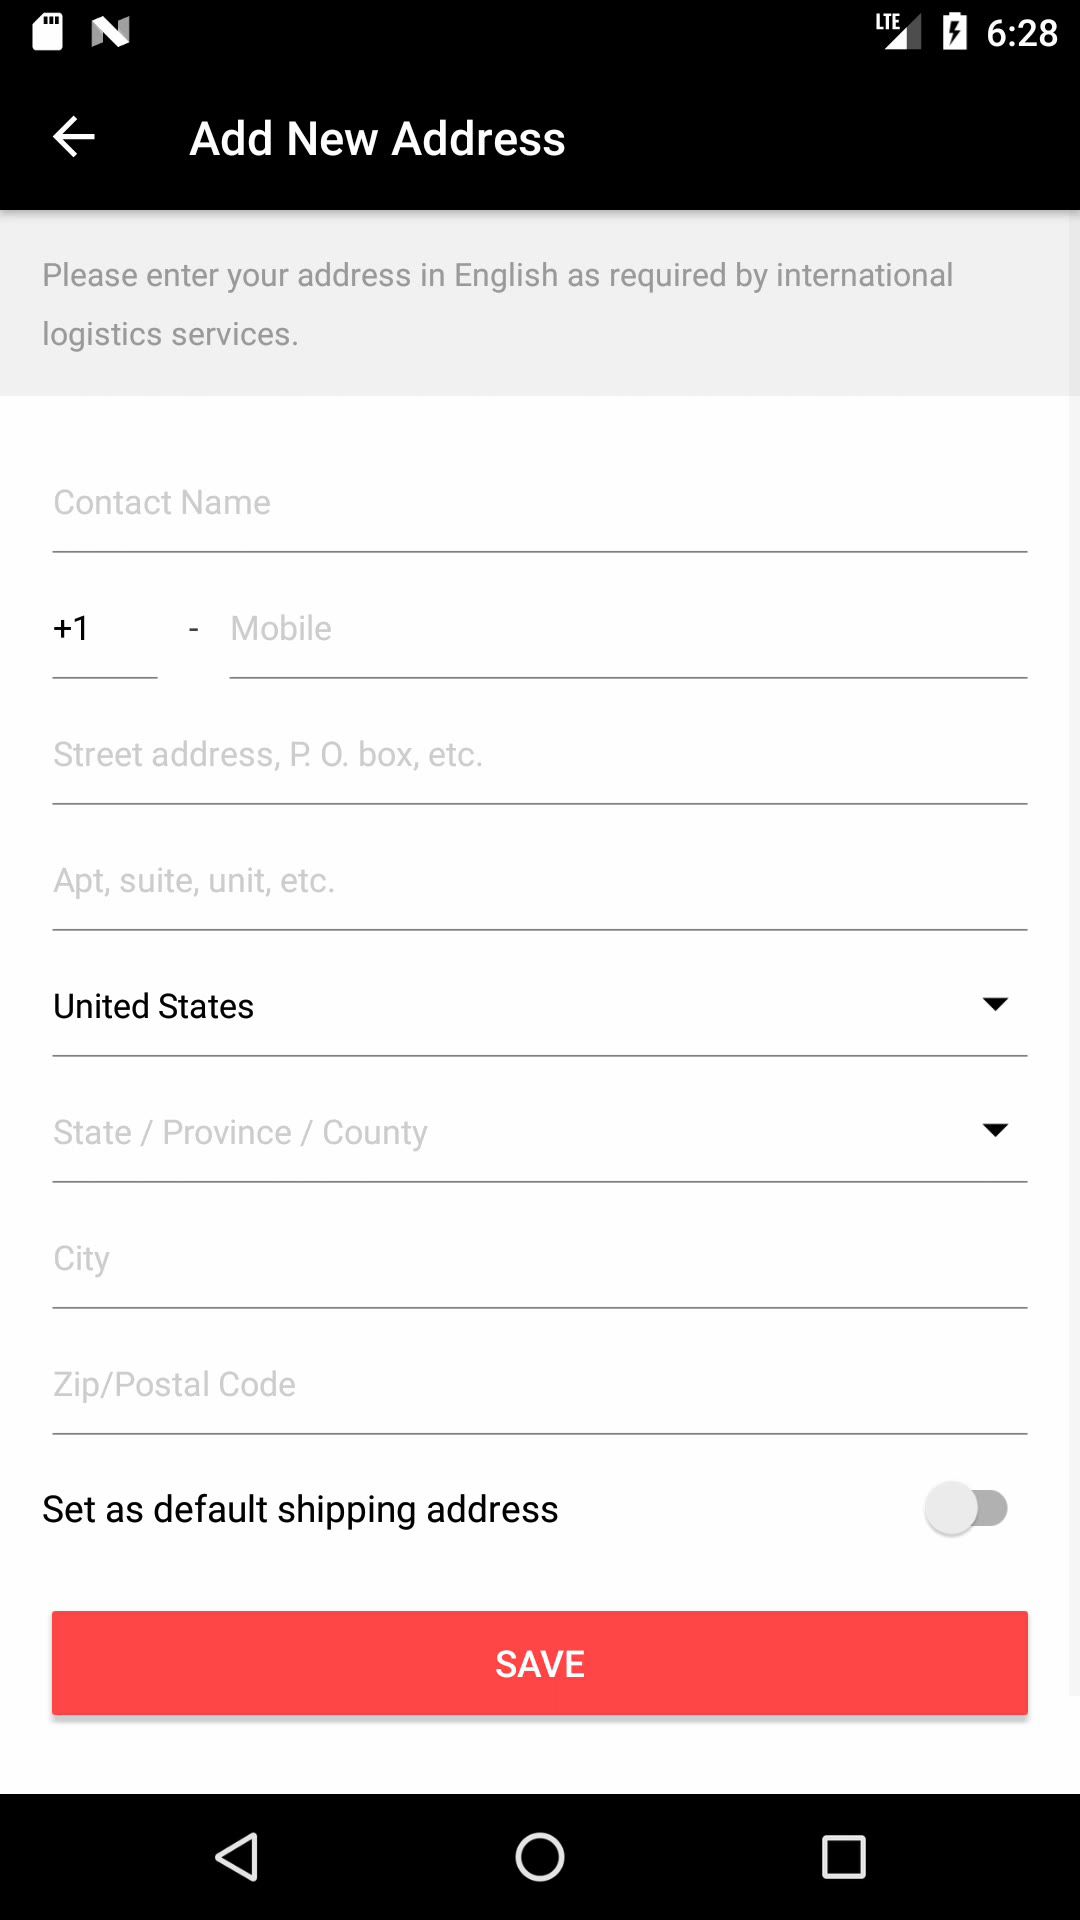 LTE 6:28
Add New Address
Please enter your address in English as required by international
logistics services.
Contact Name
+1 - Mobile
Street address, P. O. box, etc.
Apt, suite, unit, etc.
United States
State / Province / County
City
Zip/Postal Code
Set as default shipping address
SAVE